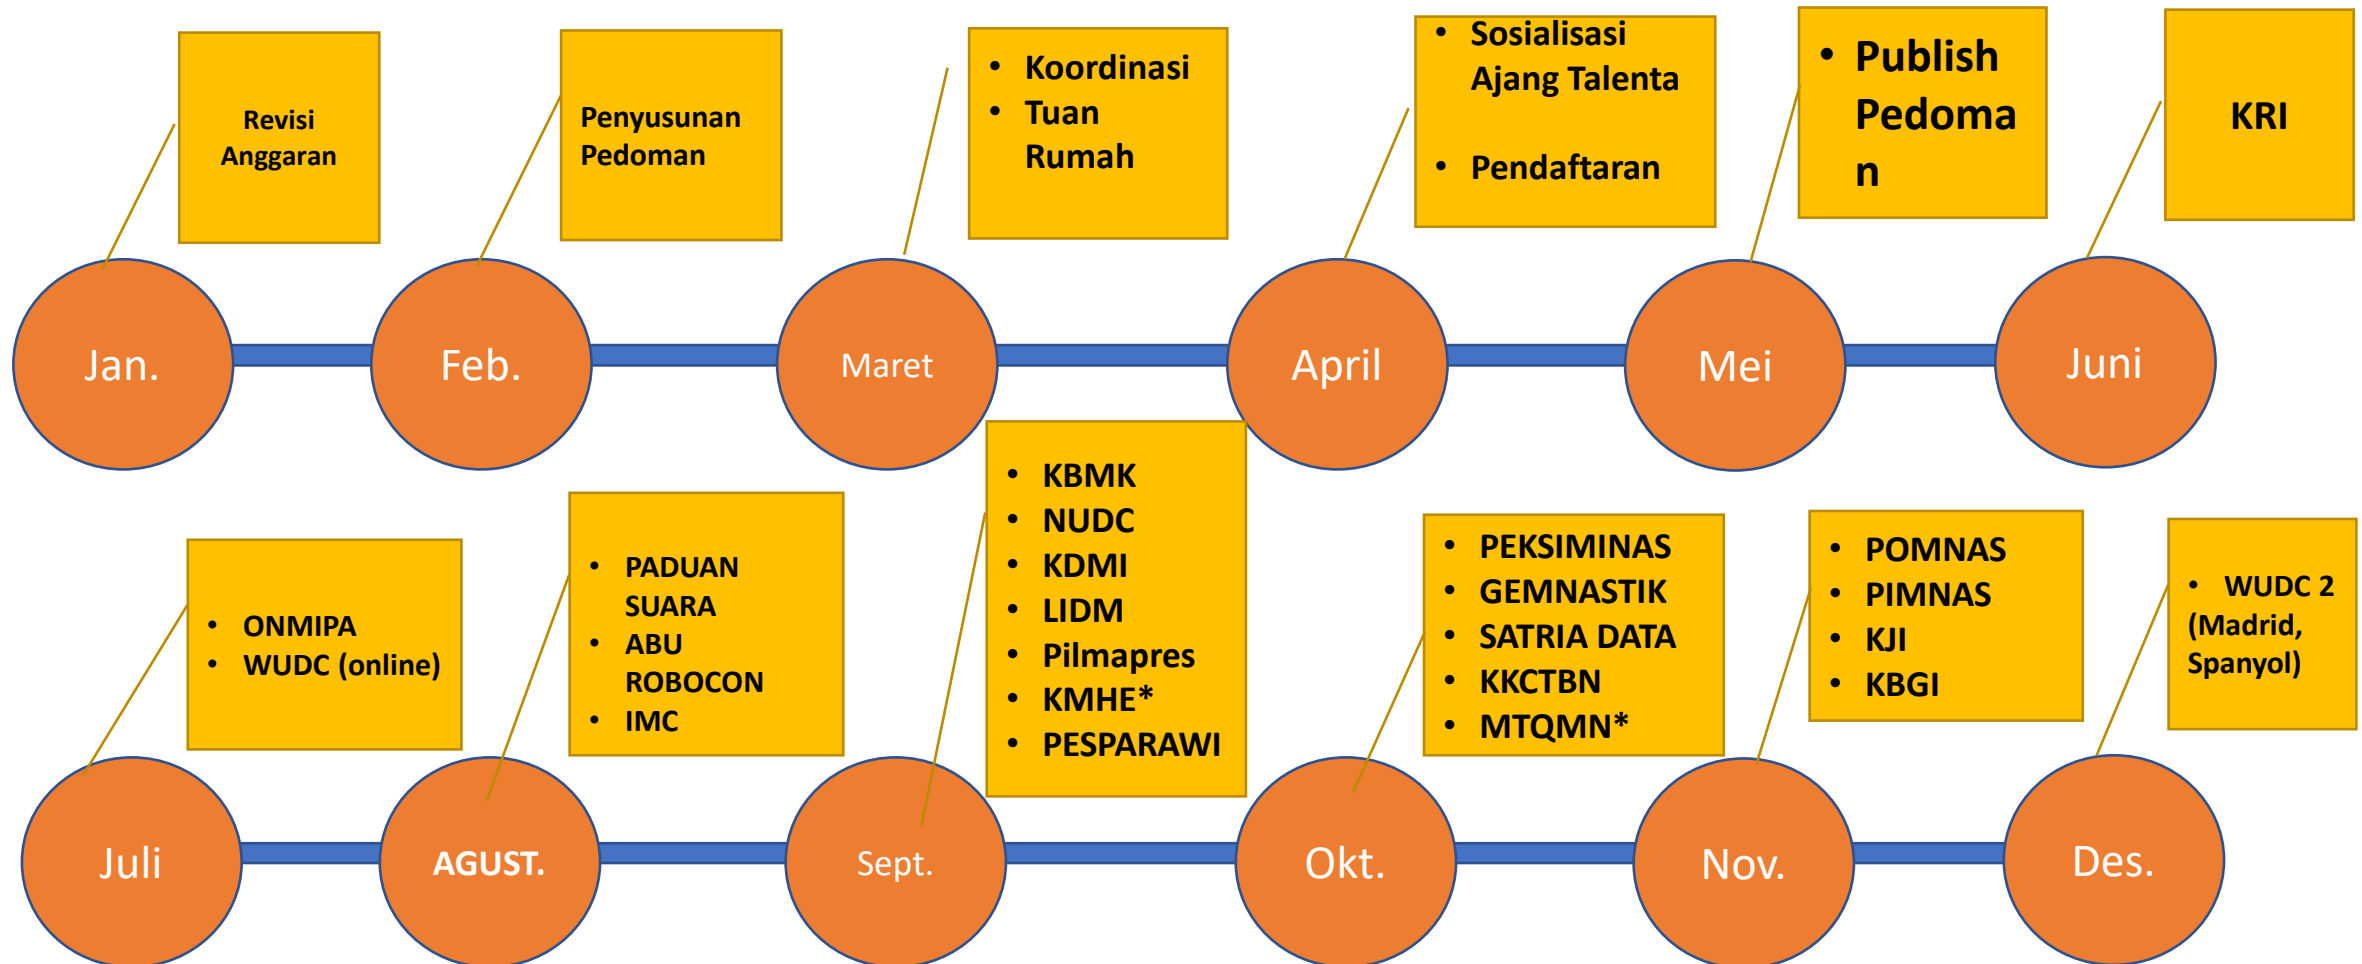 Revisi
Anggaran
Penyusunan
Pedoman
• Koordinasi
• Tuan
Rumah
• Sosialisasi
Ajang Talenta
• Pendaftaran
• Publish
Pedoma
n
KRI
Jan.
Feb.
Maret
April
Mei
Juni
• ONMIPA
• WUDC (online)
• PADUAN
SUARA
• ABU
ROBOCON
• IMC
• KBMK
• NUDC
• KDMI
• LIDM
• Pilmapres
• KMHE*
• PESPARAWI
• PEKSIMINAS
• GEMNASTIK
• SATRIA DATA
• KKCTBN
• MTQMN*
• POMNAS
• PIMNAS
• KJI
• KBGI
• WUDC 2
(Madrid,
Spanyol)
Juli
AGUST.
Sept.
Okt.
Nov.
Des.